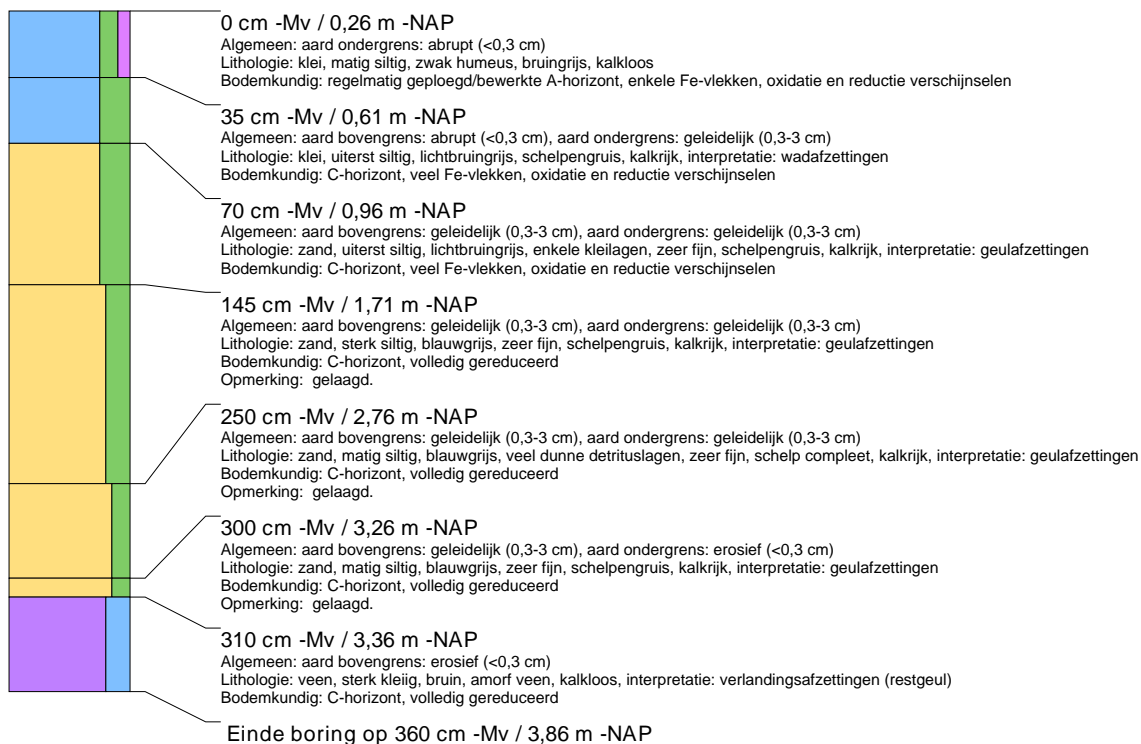 0 cm -Mv / 0,26 m -NAP
Algemeen: aard ondergrens: abrupt (<0,3 cm)
Lithologie: klei, matig siltig, zwak humeus, bruingrijs, kalkloos
Bodemkundig: regelmatig geploegd/bewerkte A-horizont, enkele Fe-vlekken, oxidatie en reductie verschijnselen
35 cm -Mv / 0,61 m -NAP
Algemeen: aard bovengrens: abrupt (<0,3 cm), aard ondergrens: geleidelijk (0,3-3 cm)
Lithologie: klei, uiterst siltig, lichtbruingrijs, schelpengruis, kalkrijk, interpretatie: wadafzettingen
Bodemkundig: C-horizont, veel Fe-vlekken, oxidatie en reductie verschijnselen
70 cm -Mv / 0,96 m -NAP
Algemeen: aard bovengrens: geleidelijk (0,3-3 cm), aard ondergrens: geleidelijk (0,3-3 cm)
Lithologie: zand, uiterst siltig, lichtbruingrijs, enkele kleilagen, zeer fijn, schelpengruis, kalkrijk, interpretatie: geulafzettingen
Bodemkundig: C-horizont, veel Fe-vlekken, oxidatie en reductie verschijnselen
145 cm -Mv / 1,71 m -NAP
Algemeen: aard bovengrens: geleidelijk (0,3-3 cm), aard ondergrens: geleidelijk (0,3-3 cm)
Lithologie: zand, sterk siltig, blauwgrijs, zeer fijn, schelpengruis, kalkrijk, interpretatie: geulafzettingen
Bodemkundig: C-horizont, volledig gereduceerd
Opmerking: gelaagd.
250 cm -Mv / 2,76 m -NAP
Algemeen: aard bovengrens: geleidelijk (0,3-3 cm), aard ondergrens: geleidelijk (0,3-3 cm)
Lithologie: zand, matig siltig, blauwgrijs, veel dunne detrituslagen, zeer fijn, schelp compleet, kalkrijk, interpretatie: geulafzettingen
Bodemkundig: C-horizont, volledig gereduceerd
Opmerking: gelaagd.
300 cm -Mv / 3,26 m -NAP
Algemeen: aard bovengrens: geleidelijk (0,3-3 cm), aard ondergrens: erosief (<0,3 cm)
Lithologie: zand, matig siltig, blauwgrijs, zeer fijn, schelpengruis, kalkrijk, interpretatie: geulafzettingen
Bodemkundig: C-horizont, volledig gereduceerd
Opmerking: gelaagd.
310 cm -Mv / 3,36 m -NAP
Algemeen: aard bovengrens: erosief (<0,3 cm)
Lithologie: veen, sterk kleiig, bruin, amorf veen, kalkloos, interpretatie: verlandingsafzettingen (restgeul)
Bodemkundig: C-horizont, volledig gereduceerd
Einde boring op 360 cm -Mv / 3,86 m -NAP